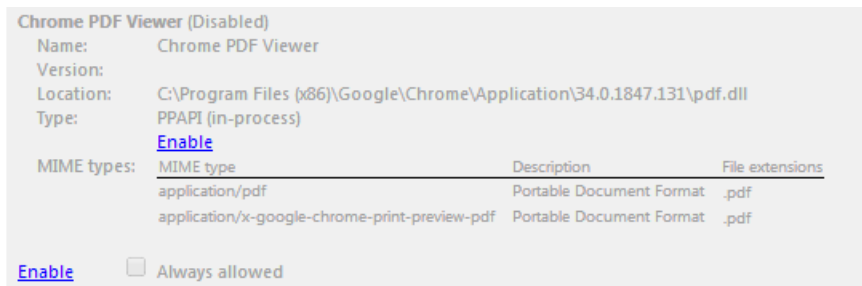 Chrome PDF Viewer (Disabled)
Name: Chrome PDF Viewer
Version:
Location: C:\Program Files (x86)\Google\Chrome\Application\34.0.1847.131\pdf.dll
Type: PPAPI (in-process)
Enable
MIME types: MIME type Description File extensions
application/pdf Portable Document Format .pdf
application/x-google-chrome-print-preview-pdf Portable Document Format .pdf
Enable Always allowed